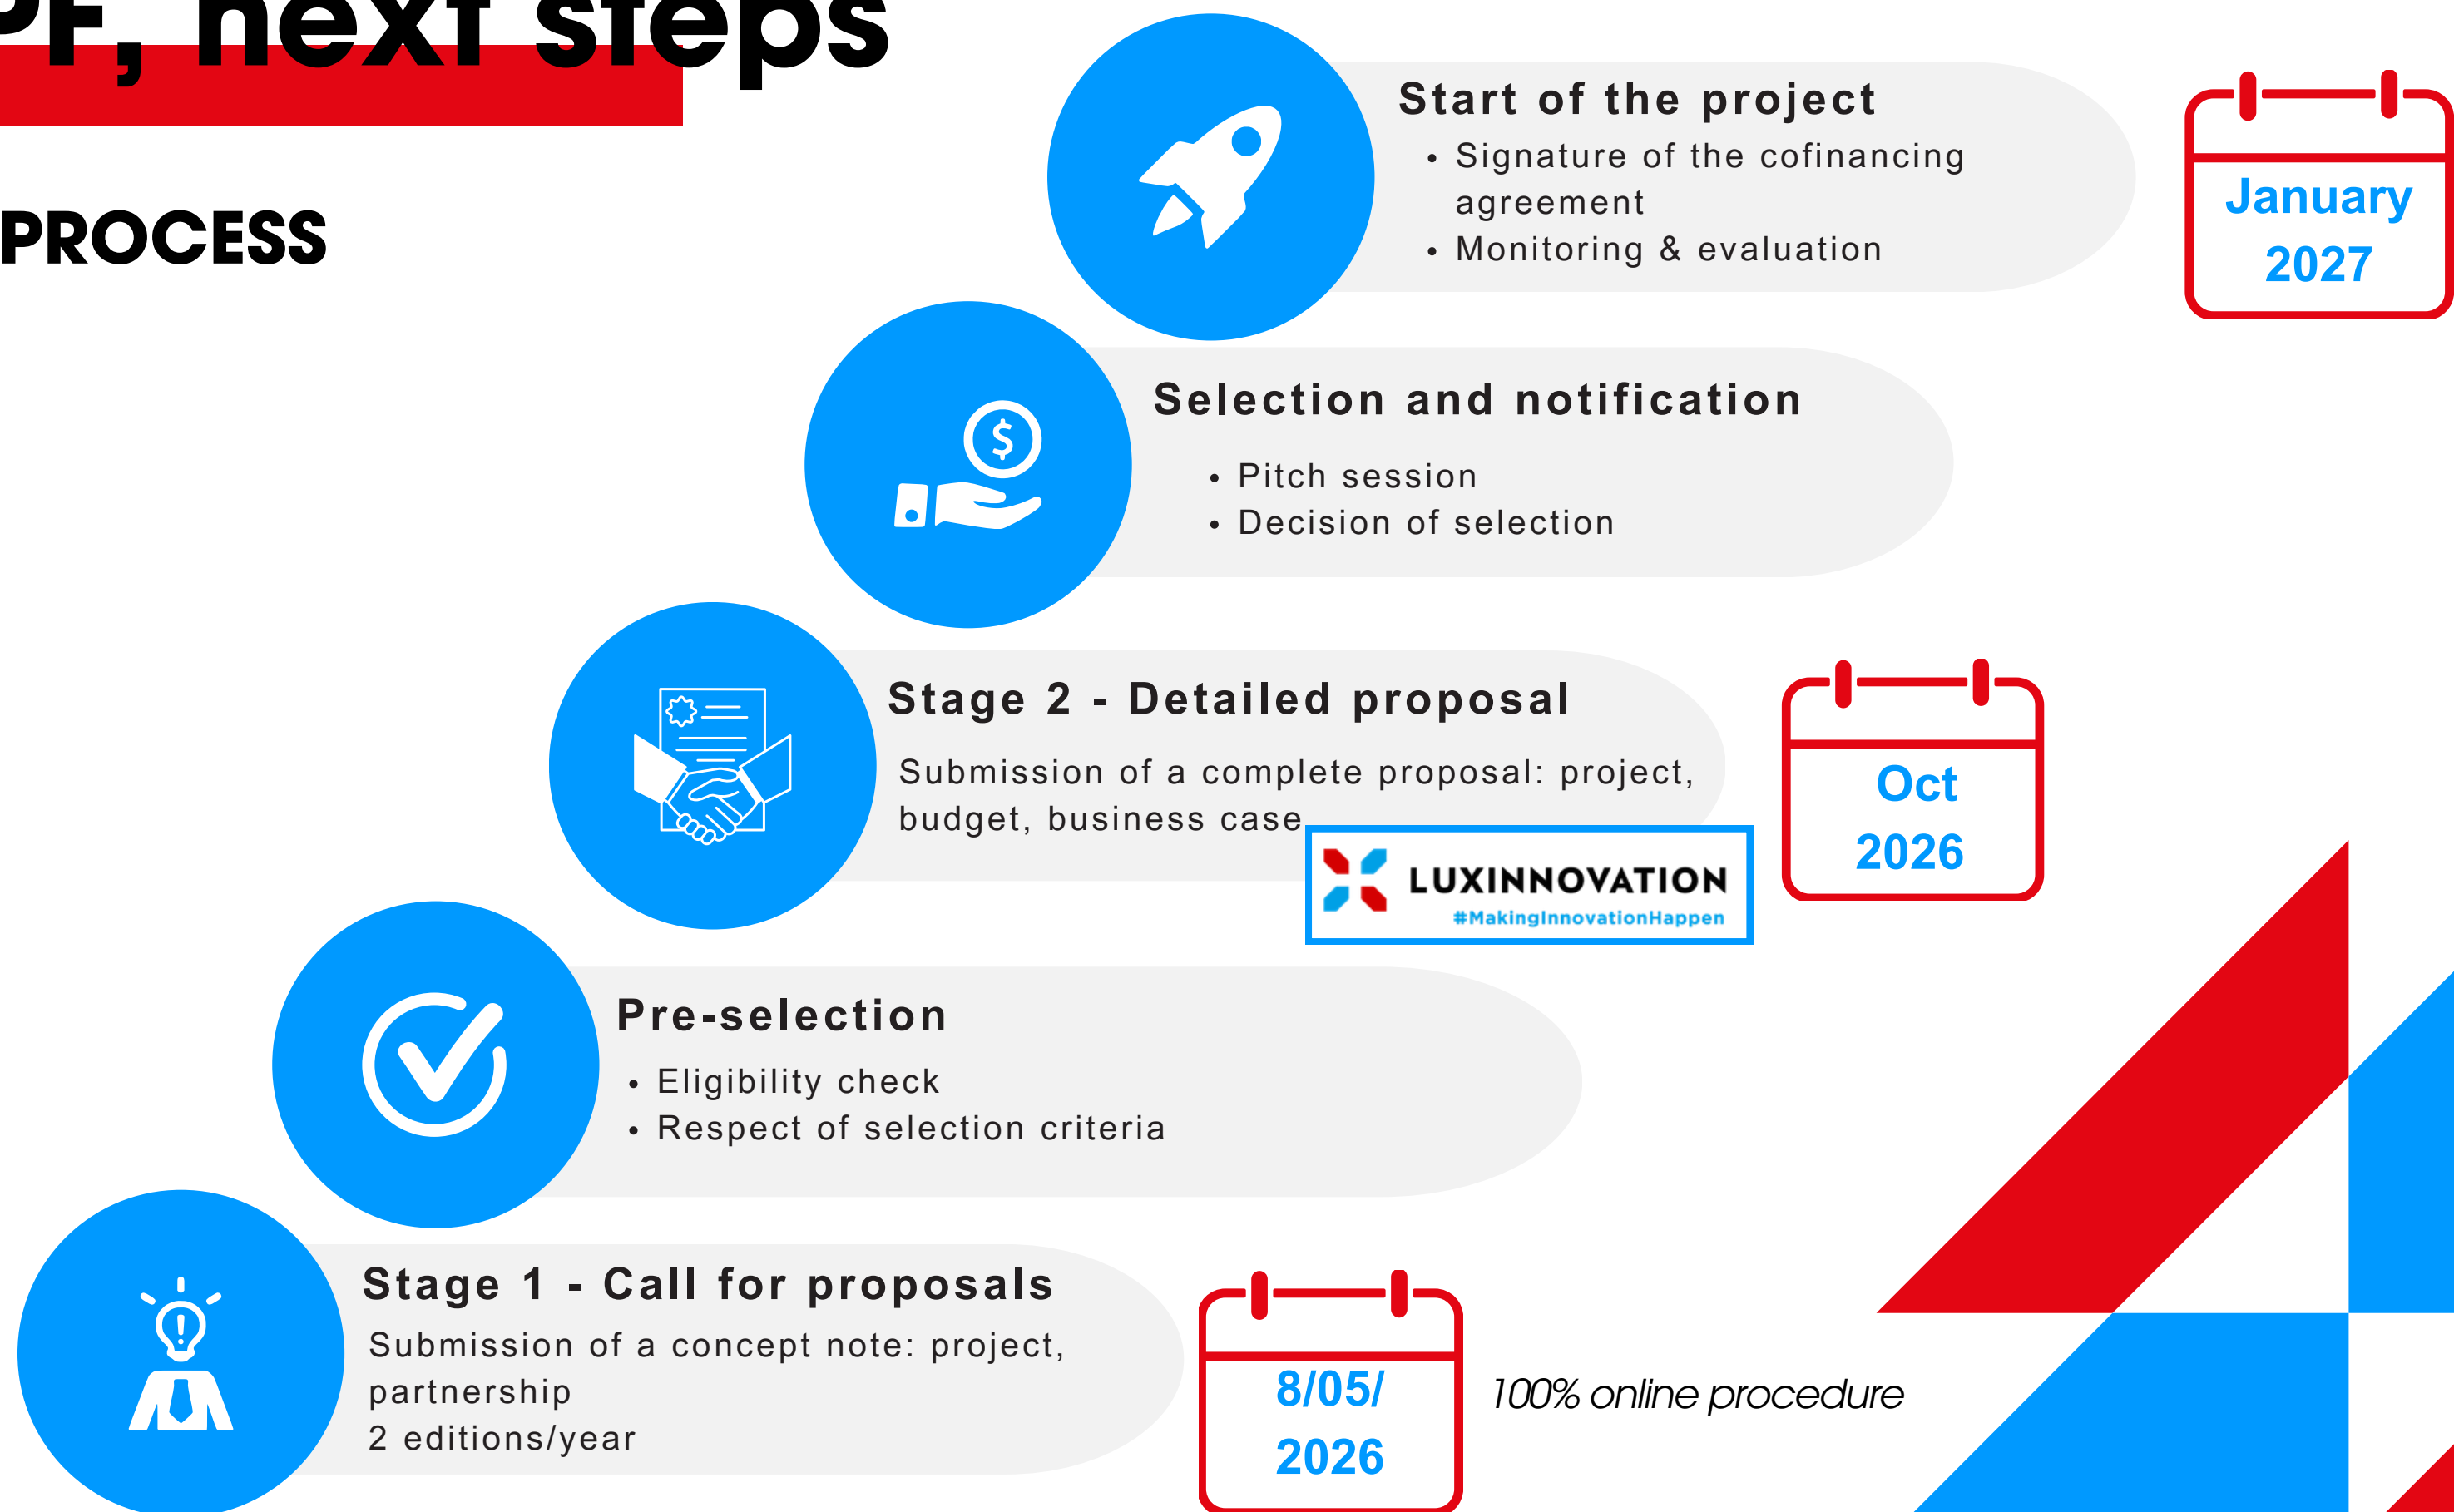 PF, next steps
PROCESS
Start of the project
• Signature of the cofinancing
agreement
• Monitoring & evaluation
January
2027
Selection and notification
• Pitch session
• Decision of selection
Stage 2 - Detailed proposal
Submission of a complete proposal: project,
budget, business case
LUXINNOVATION
#MakingInnovationHappen
Oct
2026
Pre-selection
• Eligibility check
• Respect of selection criteria
Stage 1 - Call for proposals
Submission of a concept note: project,
partnership
2 editions/year
8/05/
2026
100% online procedure